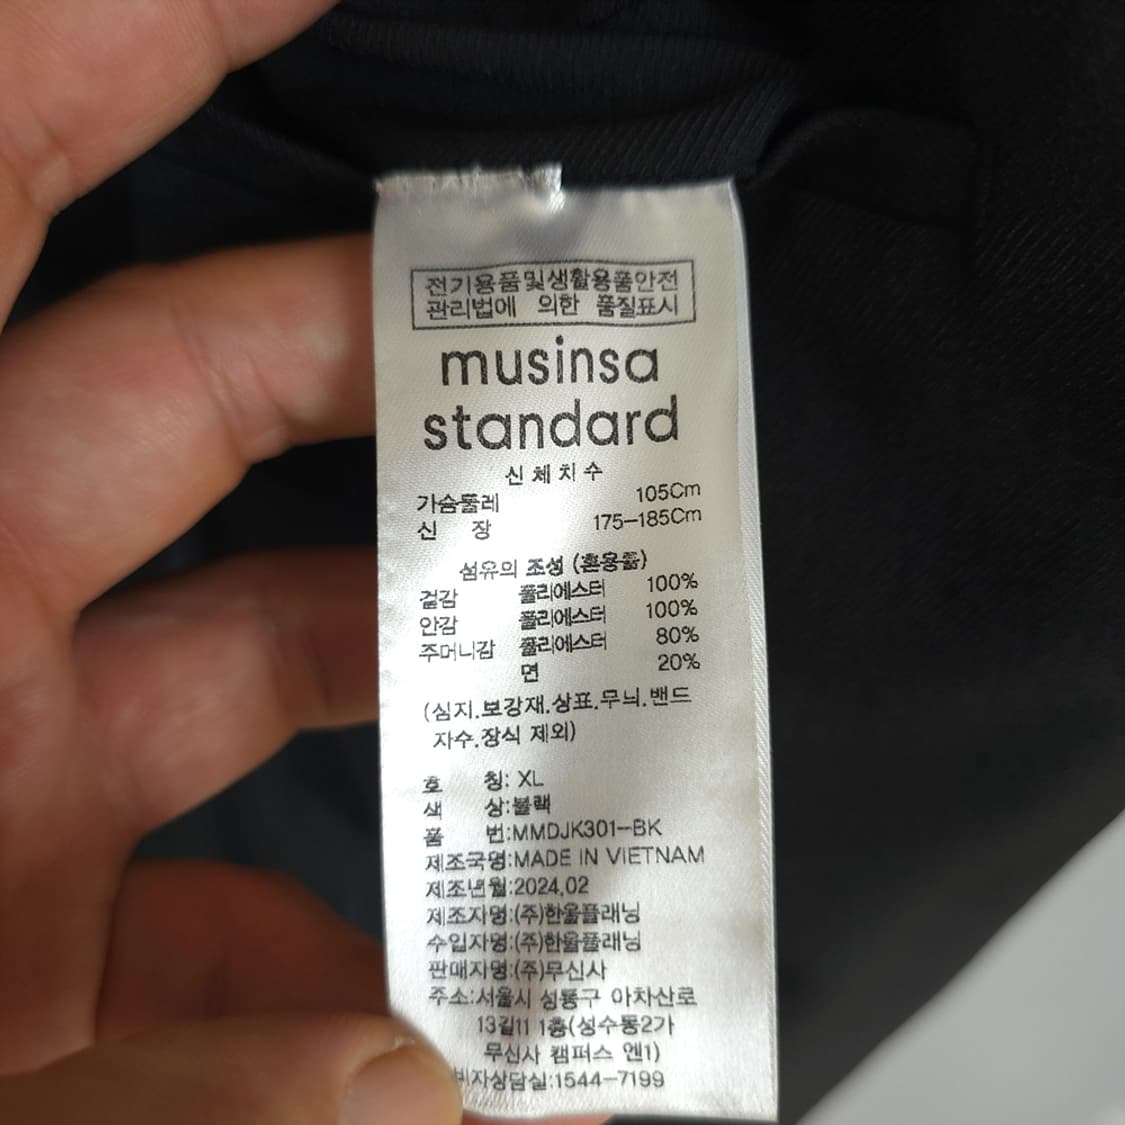 전기용품및생활용품안전
관리법에 의한 품질표시
musinsa
standard
신체치수
가슴둘레 105Cm
신 장 175-185Cm
섬유의 조성 (혼용률)
겉감 폴리에스터 100%
안감 폴리에스터 100%
주머니감 폴리에스터 80%
면 20%
(심지.보강재.상표.무늬.밴드
자수.장식 제외)
호 칭: XL
색 상:블랙
품 번:MMDJK301-BK
제조국명:MADE IN VIETNAM
제조년월:2024.02
제조자명:(주)한울플래닝
수입자명:(주)한울플래닝
판매자명:(주)무신사
주소:서울시 성동구 아차산로
13길11 1층(성수동2가
무신사 캠퍼스 엔1)
비자상담실:1544-7199